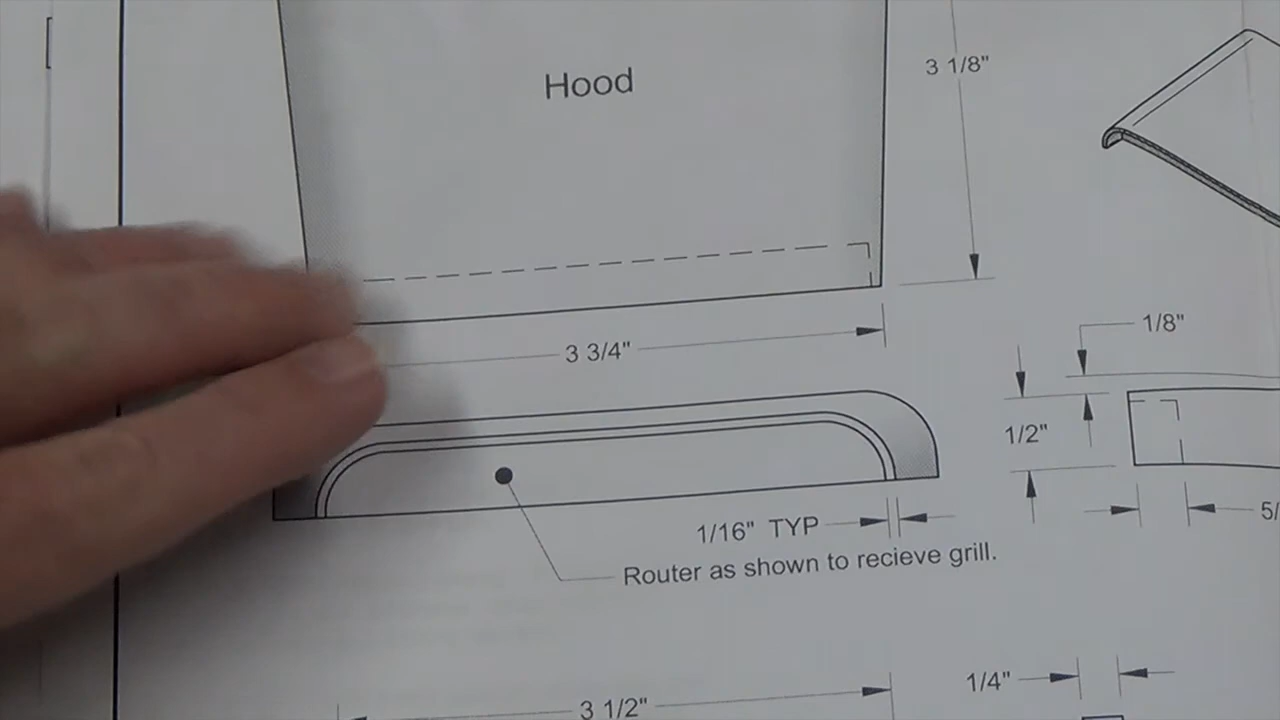 Hood
3 1/8"
3 3/4"
1/8"
1/2"
1/16" TYP
5/
Router as shown to recieve grill.
1/4"
3 1/2"